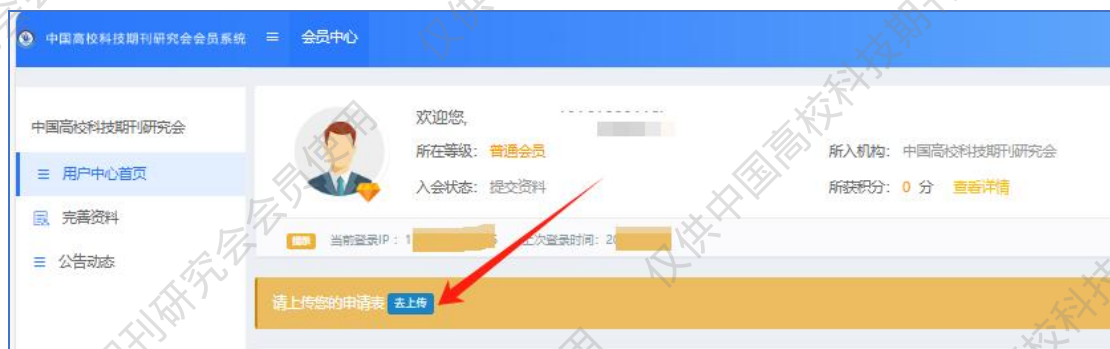 中国高校科技期刊研究会会员系统
会员中心
中国高校科技期刊研究会
用户中心首页
完善资料
公告动态
欢迎您,
所在等级: 普通会员
所入机构: 中国高校科技期刊研究会
入会状态: 提交资料
所获积分: 0 分 查看详情
当前登录IP: 1 次登录时间: 20
请上传您的申请表 去上传